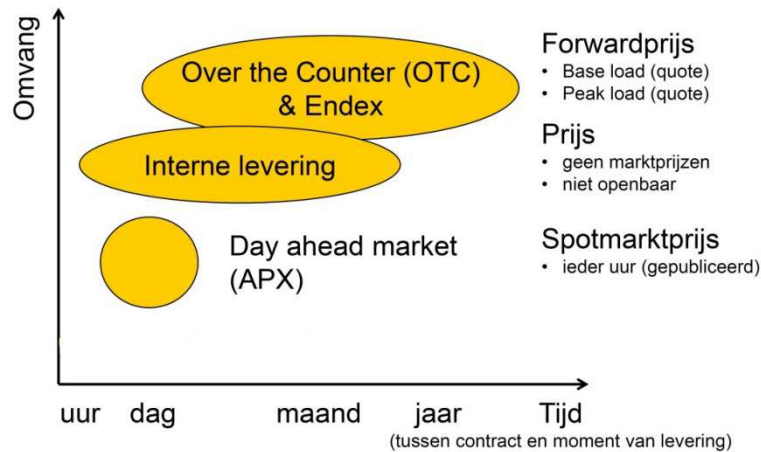 Omvang
Over the Counter (OTC)
& Endex
Forwardprijs
• Base load (quote)
• Peak load (quote)
Interne levering
Prijs
• geen marktprijzen
• niet openbaar
Day ahead market
(APX)
Spotmarktprijs
• ieder uur (gepubliceerd)
uur dag maand jaar Tijd
(tussen contract en moment van levering)